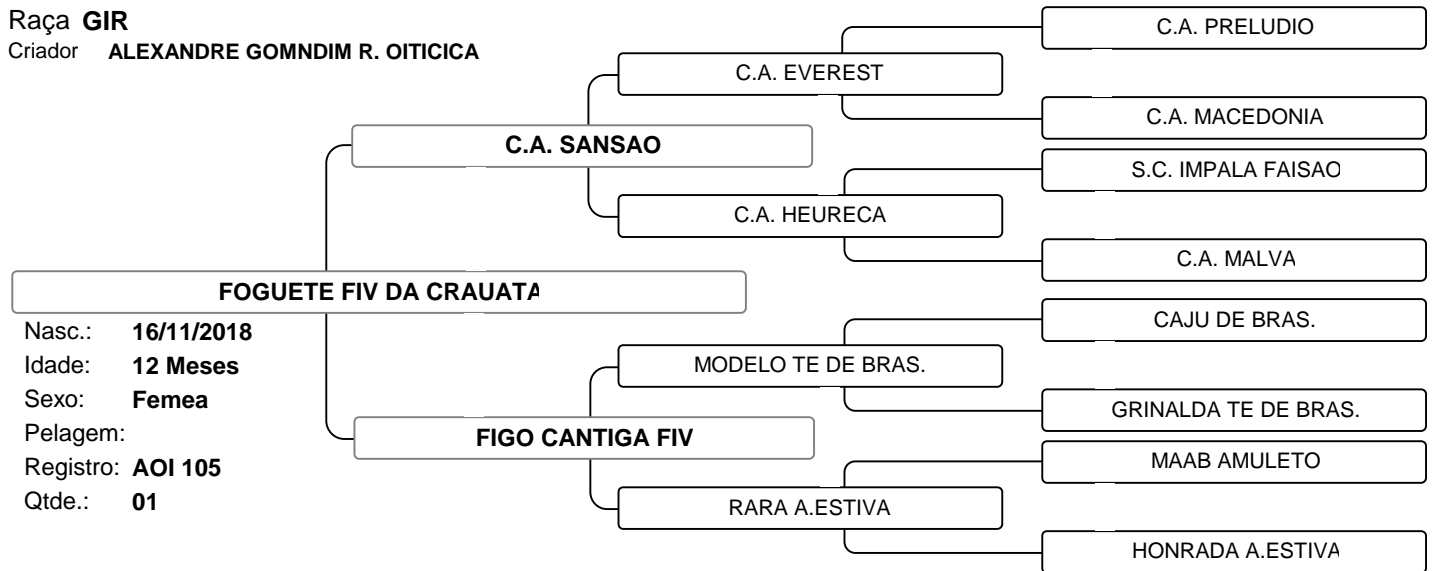 Raça GIR
Criador ALEXANDRE GOMNDIM R. OITICICA
C.A. PRELUDIO
C.A. EVEREST
C.A. MACEDONIA
C.A. SANSAO
S.C. IMPALA FAISAO
C.A. HEURECA
C.A. MALVA
FOGUETE FIV DA CRAUATA
Nasc.: 16/11/2018
Idade: 12 Meses
Sexo: Femea
Pelagem:
Registro: AOI 105
Qtde.: 01
CAJU DE BRAS.
MODELO TE DE BRAS.
GRINALDA TE DE BRAS.
FIGO CANTIGA FIV
MAAB AMULETO
RARA A.ESTIVA
HONRADA A.ESTIVA